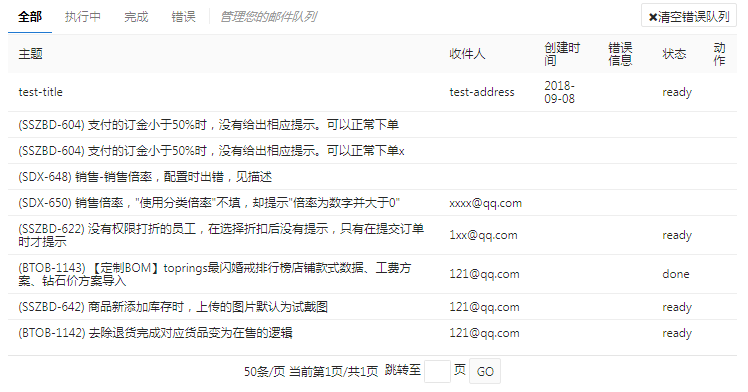 全部 执行中 完成 错误 管理您的邮件队列 ✖清空错误队列
主题 收件人 创建时间 错误信息 状态 动作
test-title test-address 2018-09-08 ready
(SSZBD-604) 支付的订金小于50%时，没有给出相应提示。可以正常下单
(SSZBD-604) 支付的订金小于50%时，没有给出相应提示。可以正常下单x
(SDX-648) 销售-销售倍率，配置时出错，见描述
(SDX-650) 销售倍率，"使用分类倍率"不填，却提示"倍率为数字并大于0" xxxx@qq.com
(SSZBD-622) 没有权限打折的员工，在选择折扣后没有提示，只有在提交订单
时才提示 1xx@qq.com ready
(BTOB-1143) 【定制BOM】toprings最闪婚戒排行榜店铺款式数据、工费方
案、钻石价方案导入 121@qq.com done
(SSZBD-642) 商品新添加库存时，上传的图片默认为试戴图 121@qq.com ready
(BTOB-1142) 去除退货完成对应货品变为在售的逻辑 121@qq.com ready
50条/页 当前第1页/共1页 跳转至 页 GO